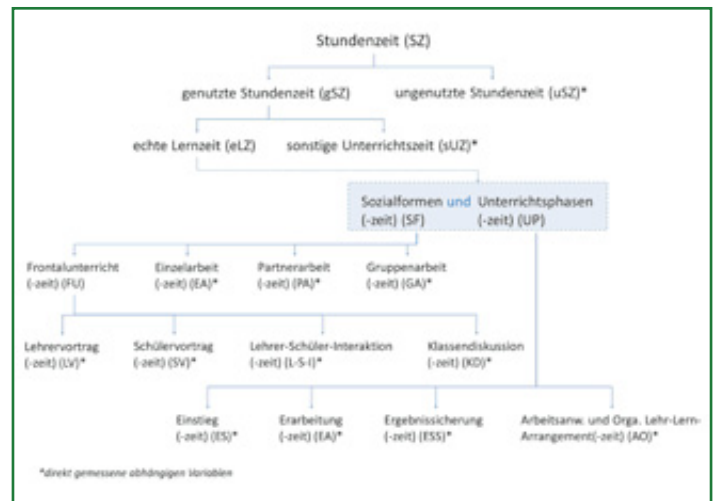 Stundenzeit (SZ)
genutzte Stundenzeit (gSZ) ungenutzte Stundenzeit (uSZ)*
echte Lernzeit (eLZ) sonstige Unterrichtszeit (sUZ)*
Sozialformen und Unterrichtsphasen
(-zeit) (SF) (-zeit) (UP)
Frontalunterricht Einzelarbeit Partnerarbeit Gruppenarbeit
(-zeit) (FU) (-zeit) (EA)* (-zeit) (PA)* (-zeit) (GA)*
Lehrervortrag Schülervortrag Lehrer-Schüler-Interaktion Klassendiskussion
(-zeit) (LV)* (-zeit) (SV)* (-zeit) (L-S-I)* (-zeit) (KD)*
Einstieg Erarbeitung Ergebnissicherung Arbeitsanw. und Orga. Lehr-Lern-
(-zeit) (ES)* (-zeit) (EA)* (-zeit) (ESS)* Arrangement(-zeit) (AO)*
*direkt gemessene abhängigen Variablen